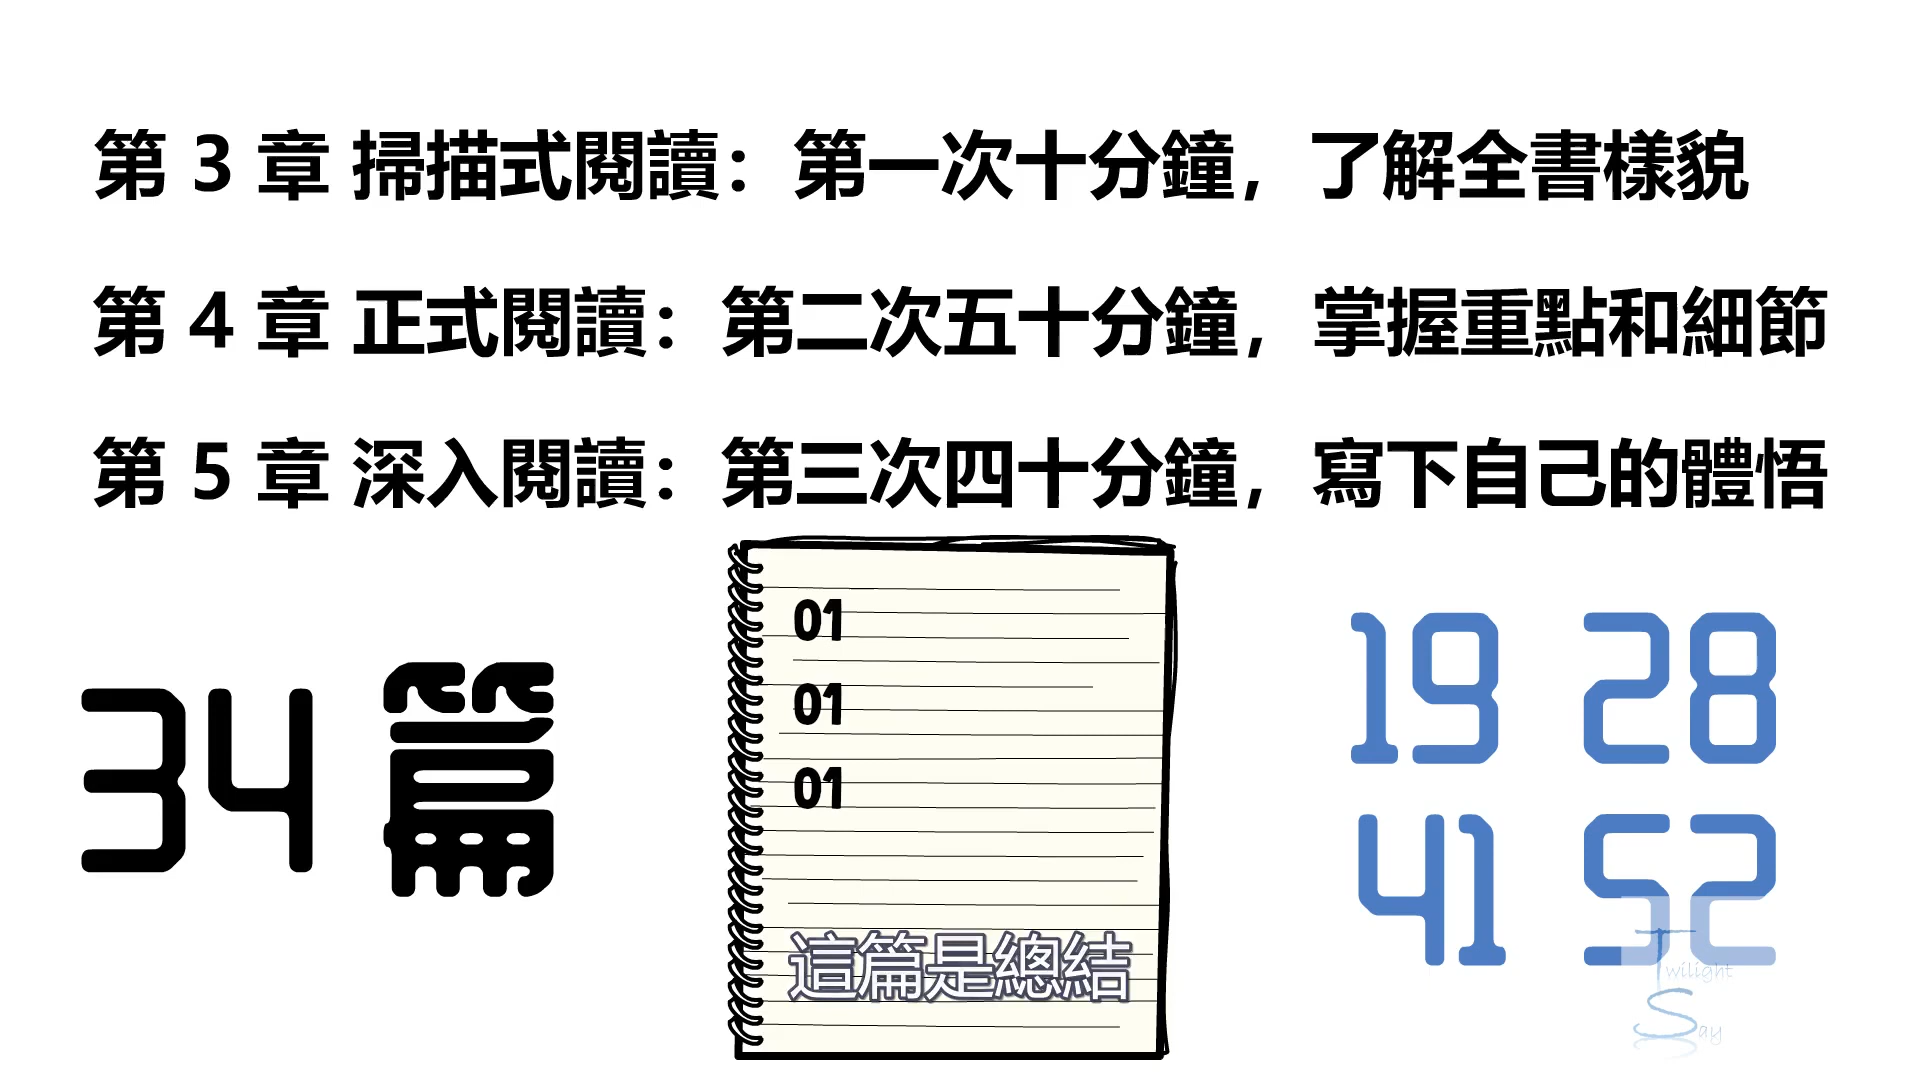 第 3 章 掃描式閱讀：第一次十分鐘，了解全書樣貌
第 4 章 正式閱讀：第二次五十分鐘，掌握重點和細節
第 5 章 深入閱讀：第三次四十分鐘，寫下自己的體悟
34 篇
01
01
01
這篇是總結
19 28
41 52
Twilight
Say